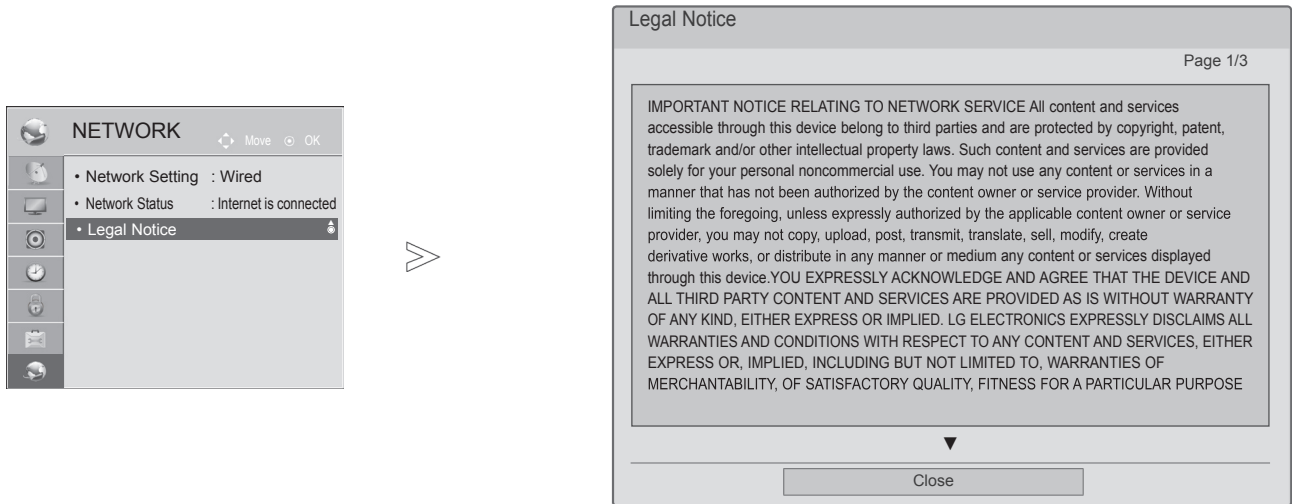 NETWORK
Move OK
• Network Setting : Wired
• Network Status : Internet is connected
• Legal Notice
Legal Notice
Page 1/3
IMPORTANT NOTICE RELATING TO NETWORK SERVICE All content and services
accessible through this device belong to third parties and are protected by copyright, patent,
trademark and/or other intellectual property laws. Such content and services are provided
solely for your personal noncommercial use. You may not use any content or services in a
manner that has not been authorized by the content owner or service provider. Without
limiting the foregoing, unless expressly authorized by the applicable content owner or service
provider, you may not copy, upload, post, transmit, translate, sell, modify, create
derivative works, or distribute in any manner or medium any content or services displayed
through this device.YOU EXPRESSLY ACKNOWLEDGE AND AGREE THAT THE DEVICE AND
ALL THIRD PARTY CONTENT AND SERVICES ARE PROVIDED AS IS WITHOUT WARRANTY
OF ANY KIND, EITHER EXPRESS OR IMPLIED. LG ELECTRONICS EXPRESSLY DISCLAIMS ALL
WARRANTIES AND CONDITIONS WITH RESPECT TO ANY CONTENT AND SERVICES, EITHER
EXPRESS OR, IMPLIED, INCLUDING BUT NOT LIMITED TO, WARRANTIES OF
MERCHANTABILITY, OF SATISFACTORY QUALITY, FITNESS FOR A PARTICULAR PURPOSE
Close